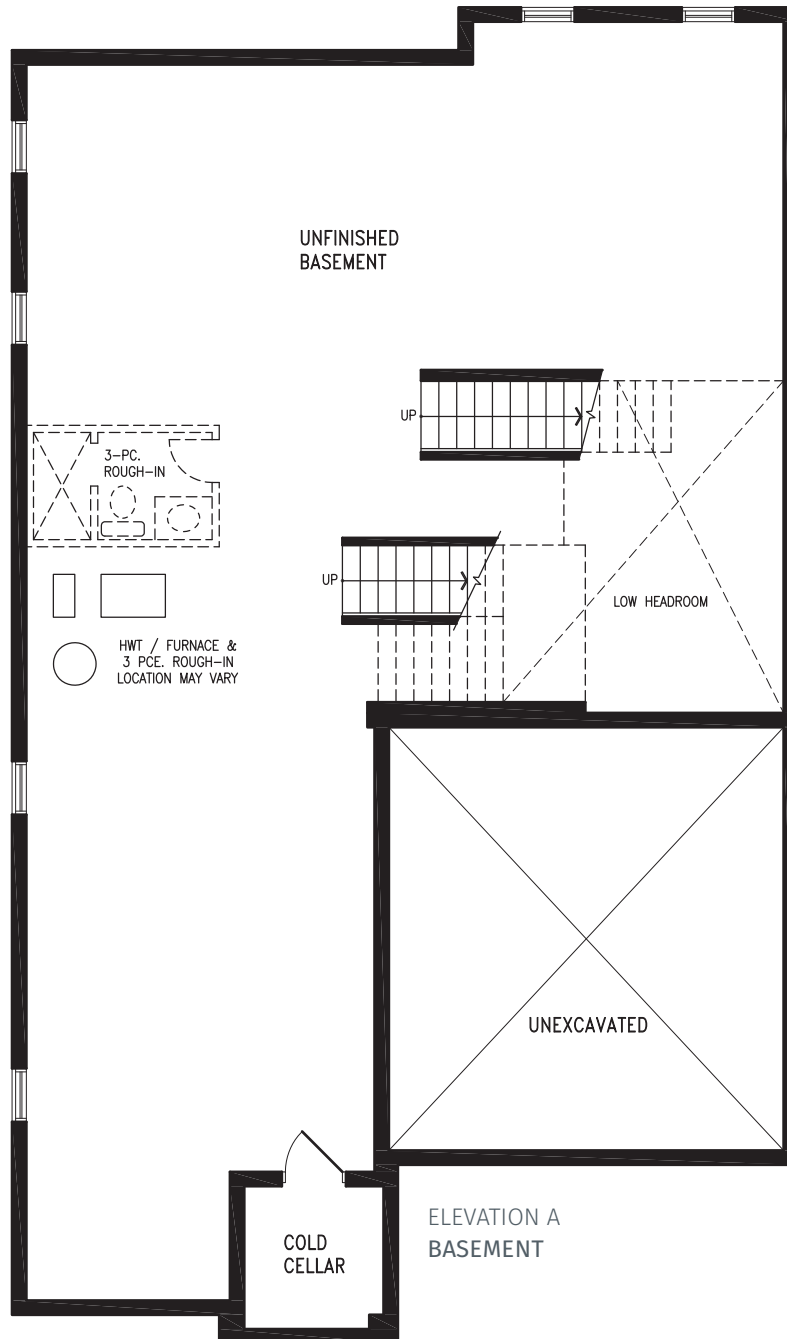 UNFINISHED
BASEMENT
UP
3-PC.
ROUGH-IN
UP
LOW HEADROOM
HWT / FURNACE &
3 PCE. ROUGH-IN
LOCATION MAY VARY
UNEXCAVATED
COLD
CELLAR
ELEVATION A
BASEMENT